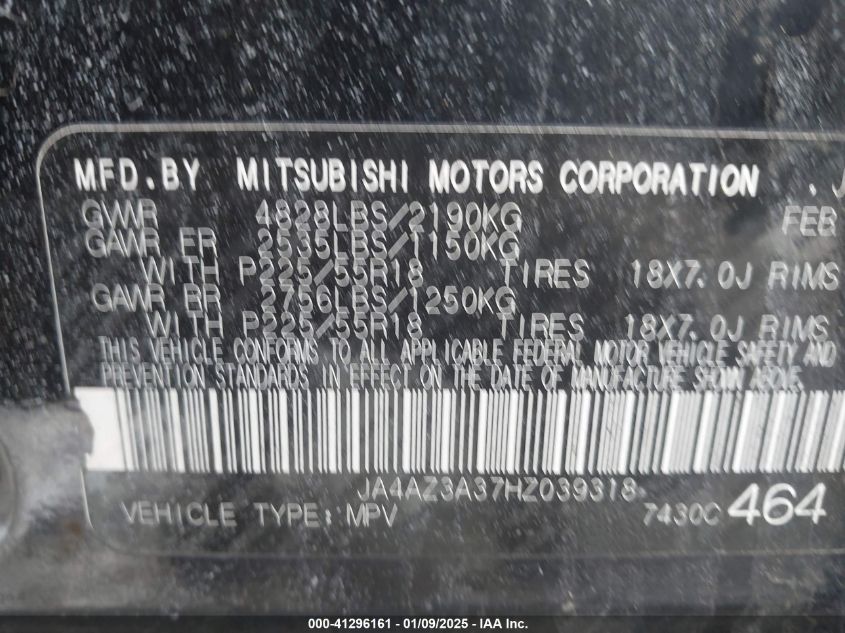 MFD.BY MITSUBISHI MOTORS CORPORATION .J
GVWR 4828LBS/2190KG FEB
GAWR FR 2535LBS/1150KG
WITH P225/55R18 TIRES 18X7.0J RIMS
GAWR RR 2756LBS/1250KG
WITH P225/55R18 TIRES 18X7.0J RIMS
THIS VEHICLE CONFORMS TO ALL APPLICABLE FEDERAL MOTOR VEHICLE SAFETY AND
PREVENTION STANDARDS IN EFFECT ON THE DATE OF MANUFACTURE SHOWN ABOVE.
JA4AZ3A37HZ039318
VEHICLE TYPE:MPV 7430C 464
000-41296161 - 01/09/2025 - IAA Inc.